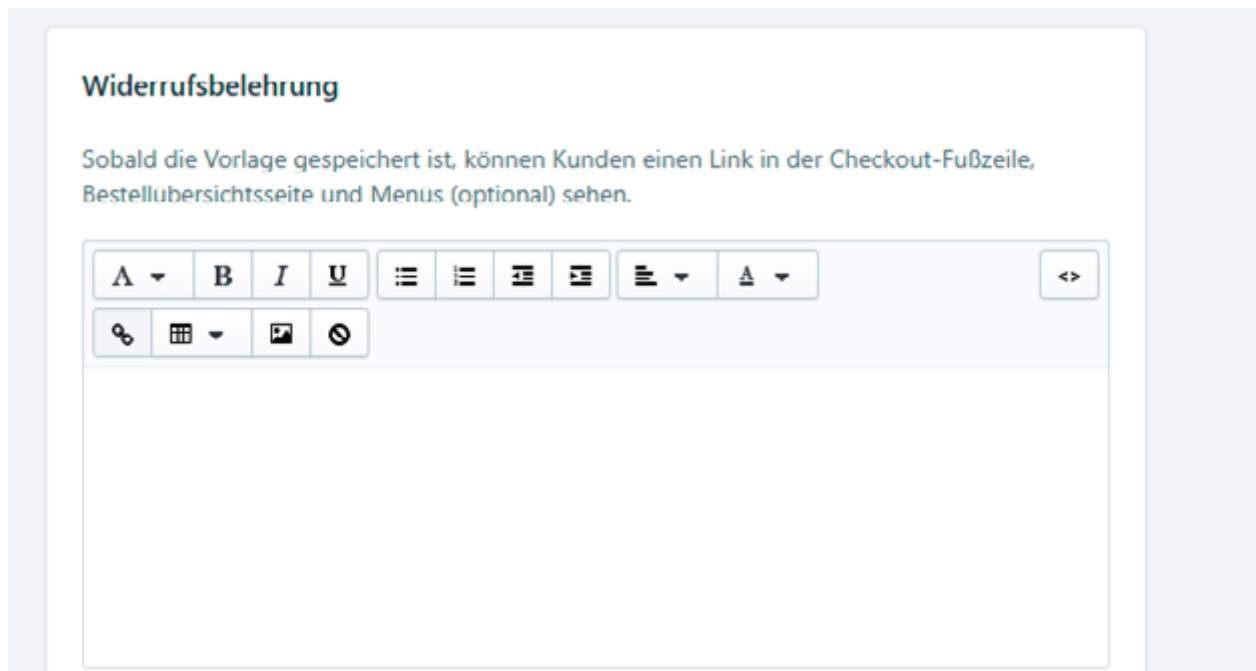 Widerrufsbelehrung
Sobald die Vorlage gespeichert ist, können Kunden einen Link in der Checkout-Fußzeile,
Bestellübersichtsseite und Menüs (optional) sehen.
A B I U A <>